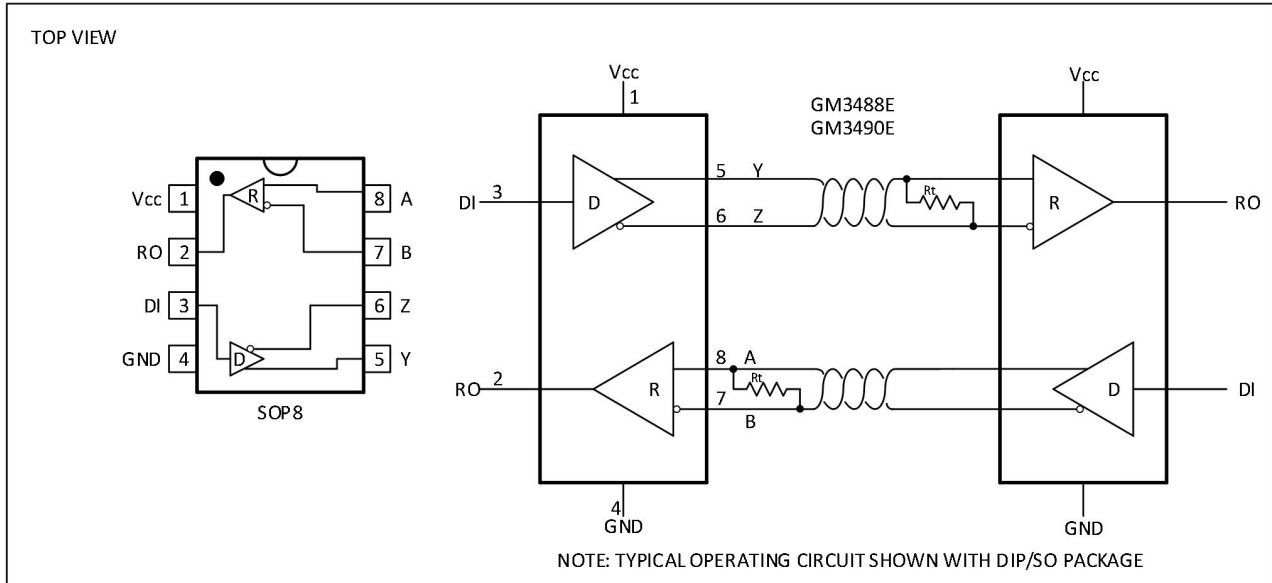 TOP VIEW
Vcc 1 8 A
RO 2 7 B
DI 3 6 Z
GND 4 5 Y
R
D
SOP8
GM3488E
GM3490E
Vcc
1
DI 3
D
5 Y
6 Z
Rt
RO 2
R
8 A
Rt
7
B
4
GND
Vcc
R
RO
D
DI
GND
NOTE: TYPICAL OPERATING CIRCUIT SHOWN WITH DIP/SO PACKAGE